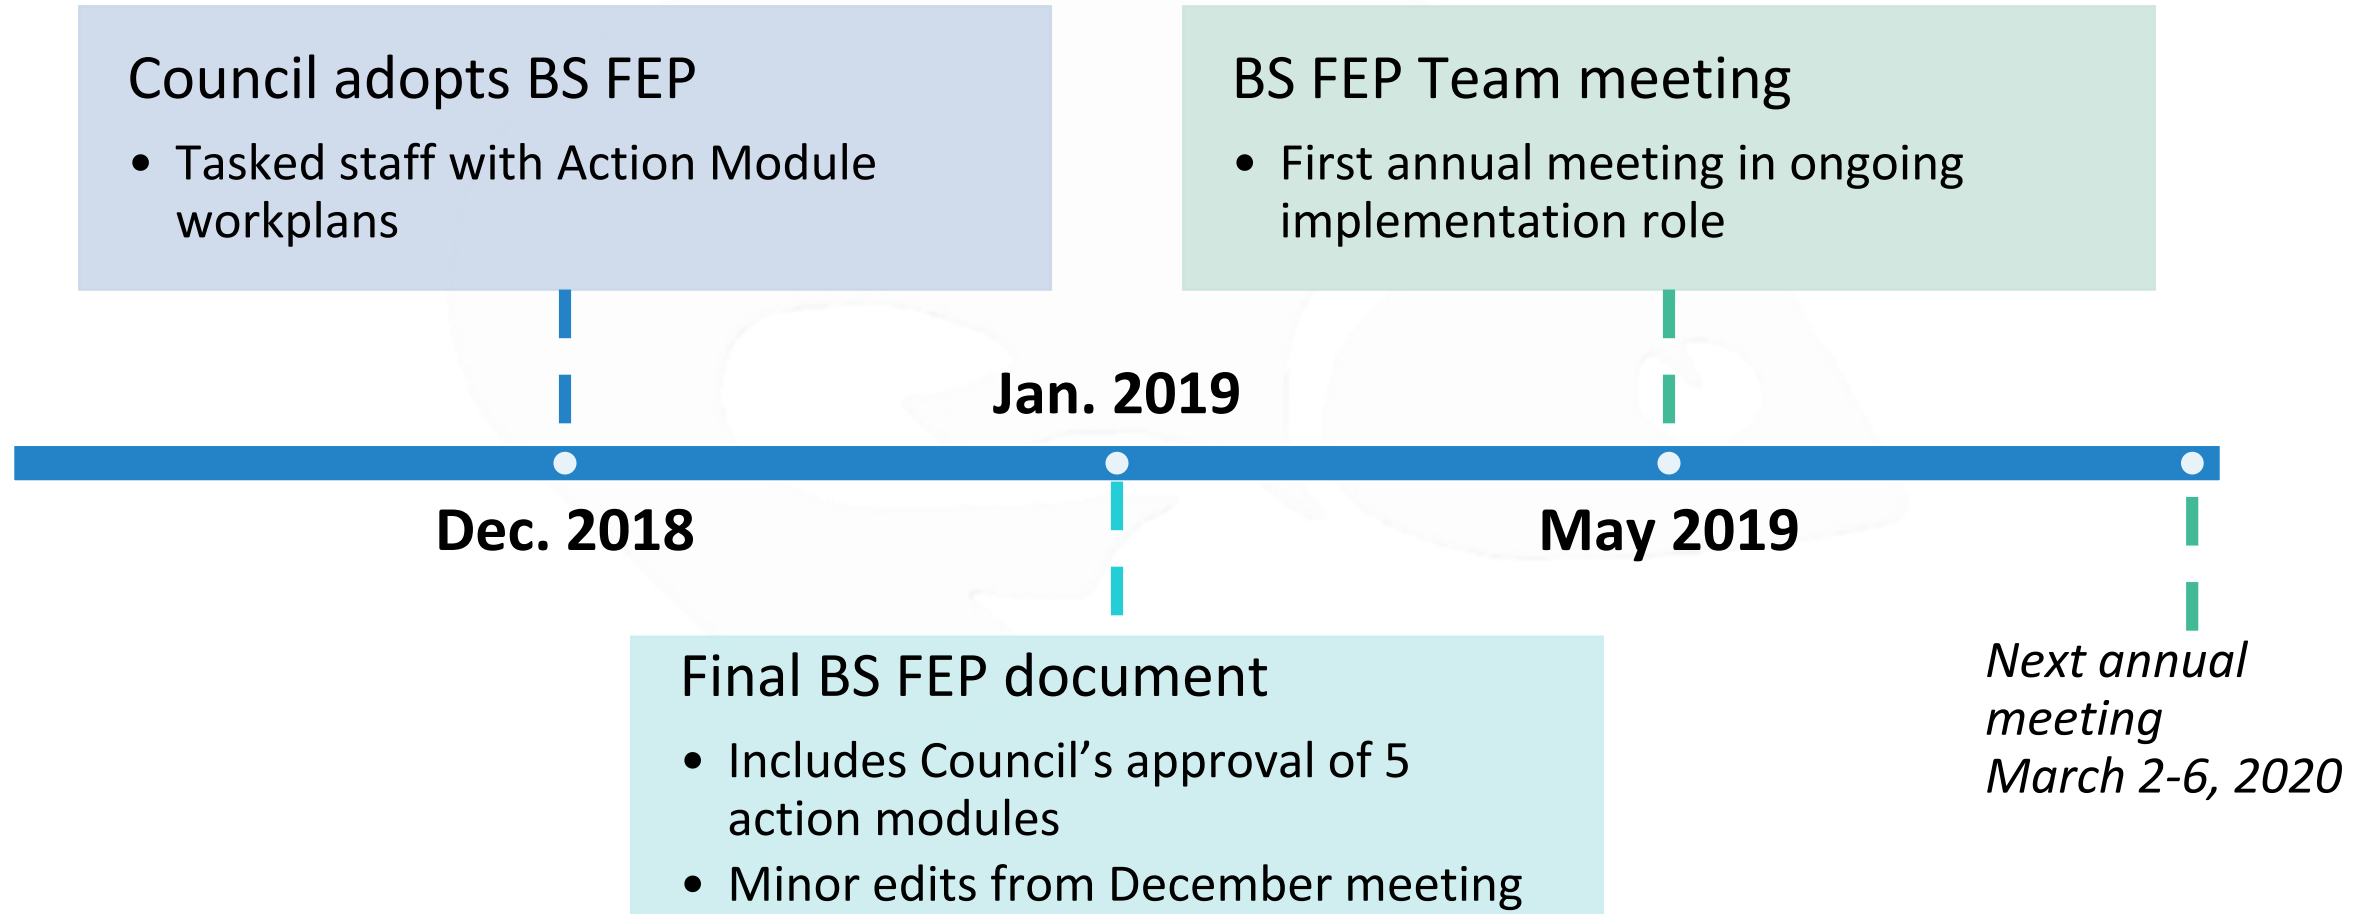 Council adopts BS FEP
• Tasked staff with Action Module
workplans
BS FEP Team meeting
• First annual meeting in ongoing
implementation role
Jan. 2019
Dec. 2018
May 2019
Final BS FEP document
• Includes Council’s approval of 5
action modules
• Minor edits from December meeting
Next annual
meeting
March 2-6, 2020